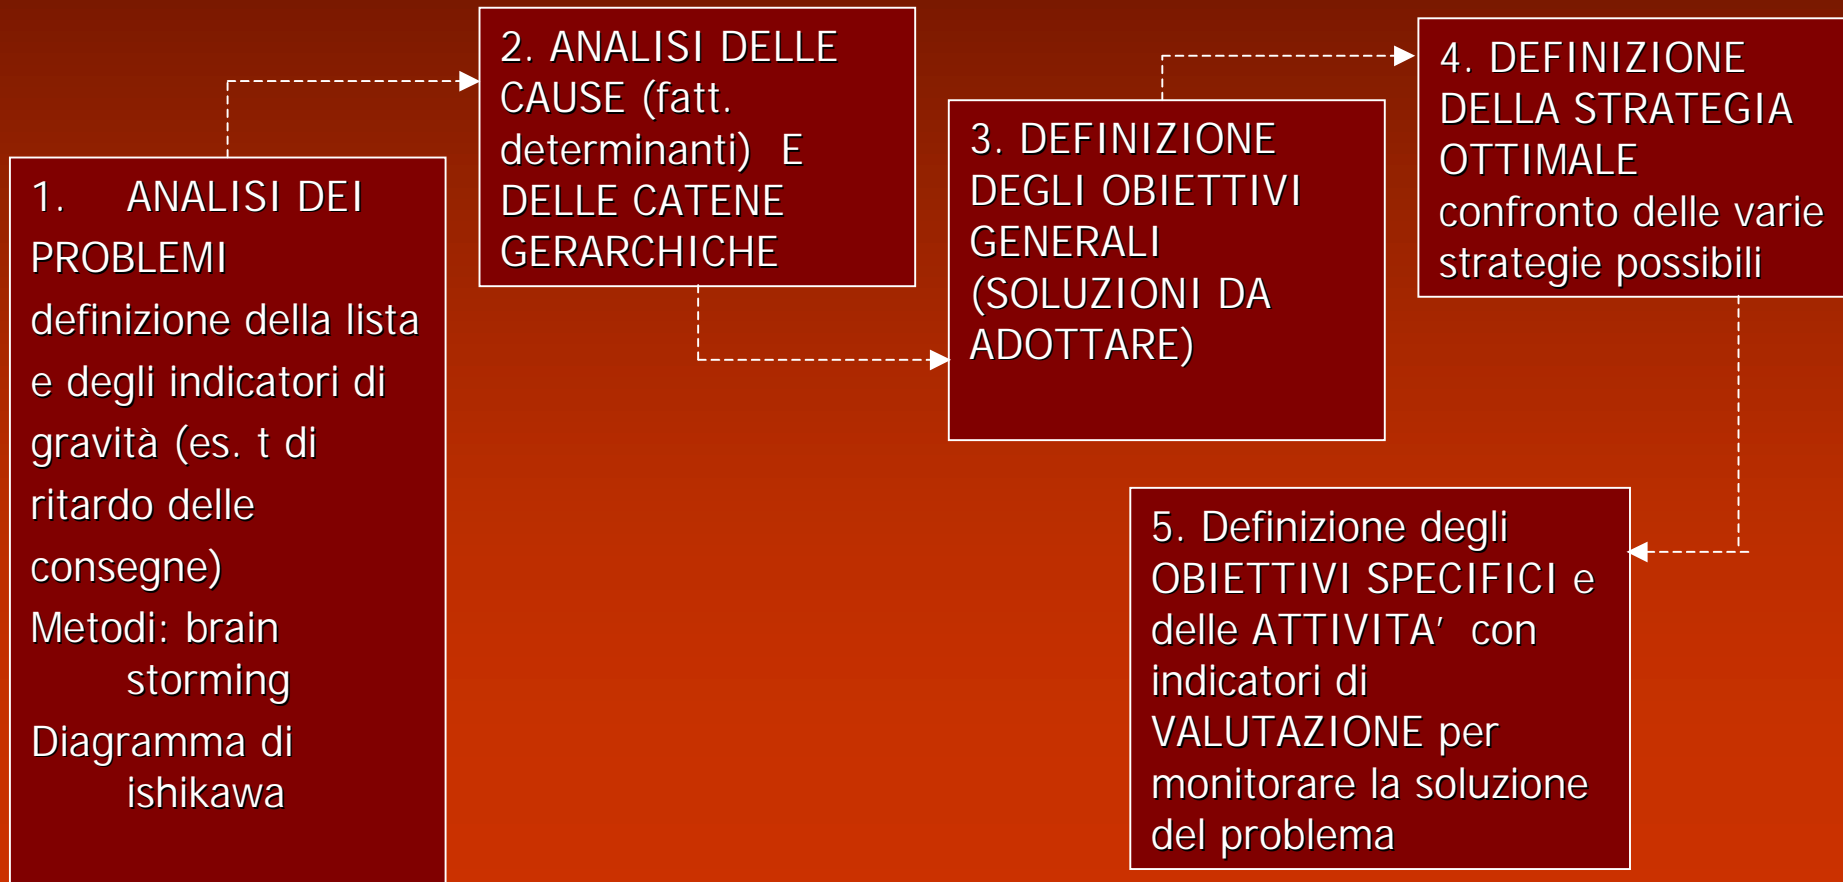 1. ANALISI DEI
PROBLEMI
definizione della lista
e degli indicatori di
gravità (es. t di
ritardo delle
consegne)
Metodi: brain
storming
Diagramma di
ishikawa
2. ANALISI DELLE
CAUSE (fatt.
determinanti) E
DELLE CATENE
GERARCHICHE
3. DEFINIZIONE
DEGLI OBIETTIVI
GENERALI
(SOLUZIONI DA
ADOTTARE)
4. DEFINIZIONE
DELLA STRATEGIA
OTTIMALE
confronto delle varie
strategie possibili
5. Definizione degli
OBIETTIVI SPECIFICI e
delle ATTIVITA’ con
indicatori di
VALUTAZIONE per
monitorare la soluzione
del problema